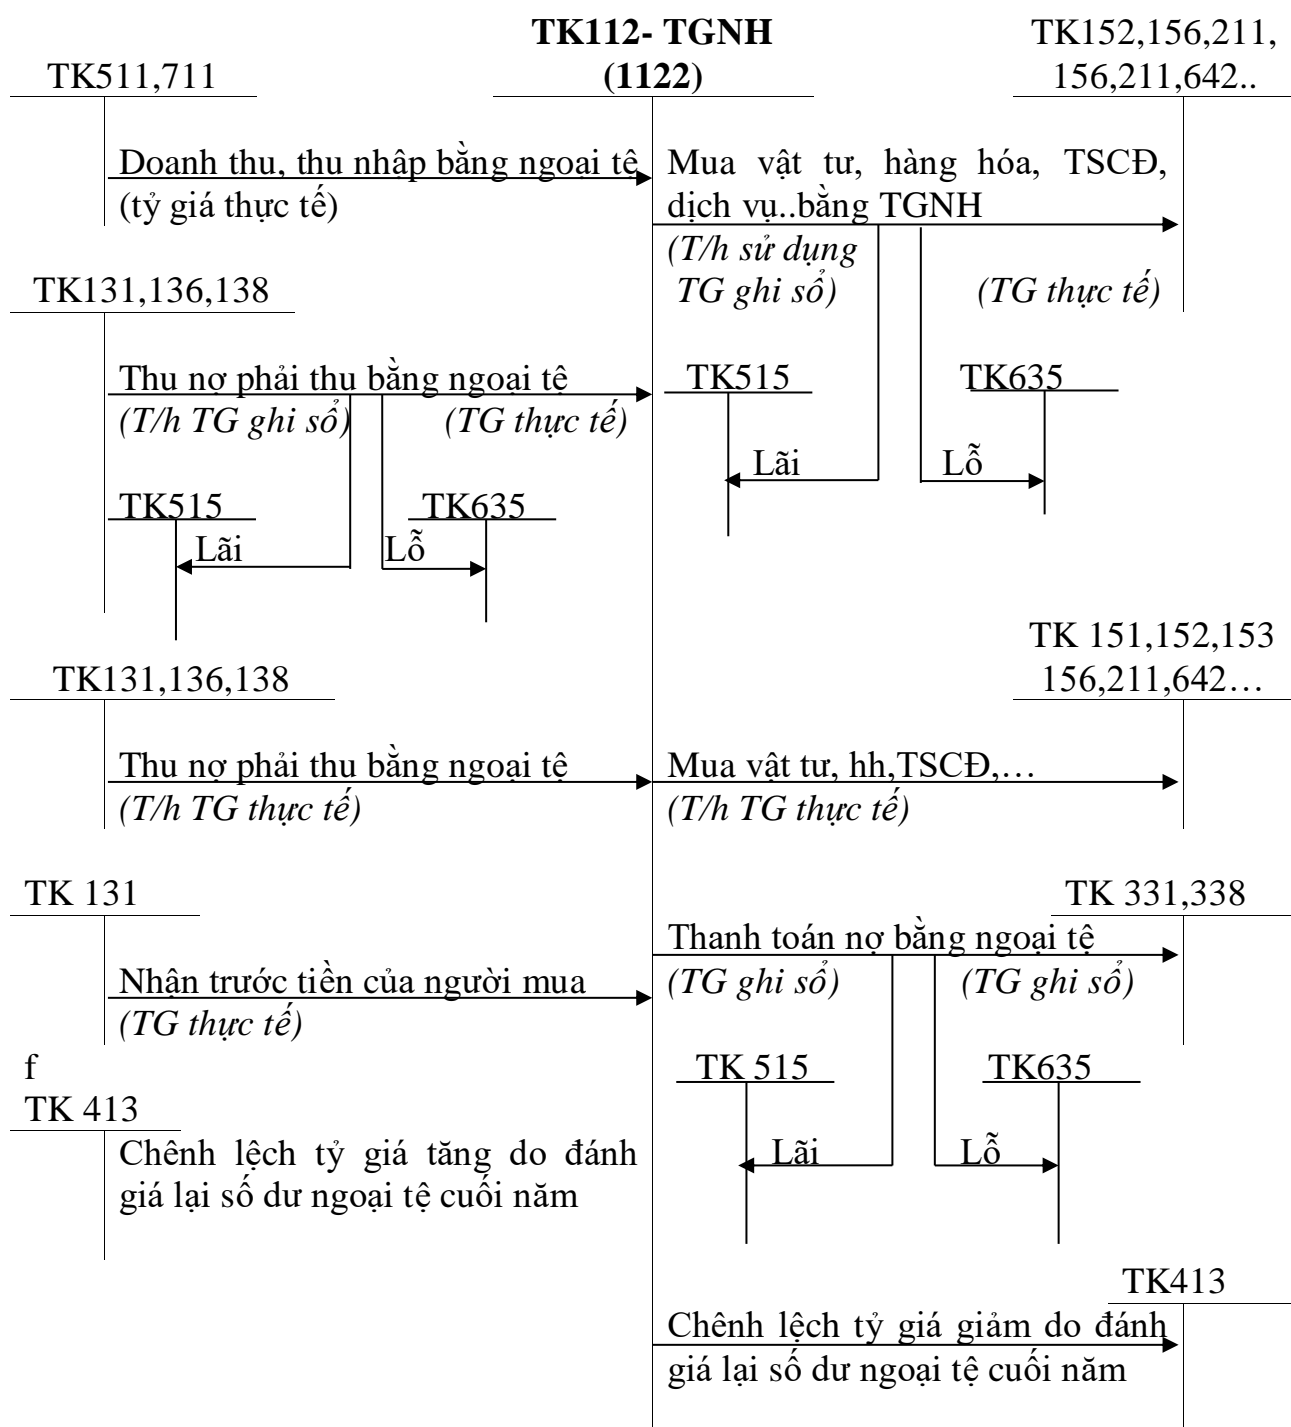 TK112- TGNH
(1122)
TK152,156,211,
156,211,642..
TK511,711
Doanh thu, thu nhập bằng ngoại tệ
(tỷ giá thực tế)
Mua vật tư, hàng hóa, TSCĐ,
dịch vụ..bằng TGNH
(T/h sử dụng
TG ghi sổ)
(TG thực tế)
TK131,136,138
Thu nợ phải thu bằng ngoại tệ
(T/h TG ghi sổ)
(TG thực tế)
TK515
TK635
Lãi
Lỗ
TK515
TK635
Lãi
Lỗ
TK131,136,138
TK 151,152,153
156,211,642…
Thu nợ phải thu bằng ngoại tệ
(T/h TG thực tế)
Mua vật tư, hh,TSCĐ,…
(T/h TG thực tế)
TK 131
TK 331,338
Nhận trước tiền của người mua
(TG thực tế)
Thanh toán nợ bằng ngoại tệ
(TG ghi sổ)
(TG ghi sổ)
f
TK 413
Chênh lệch tỷ giá tăng do đánh
giá lại số dư ngoại tệ cuối năm
TK 515
TK635
Lãi
Lỗ
TK413
Chênh lệch tỷ giá giảm do đánh
giá lại số dư ngoại tệ cuối năm